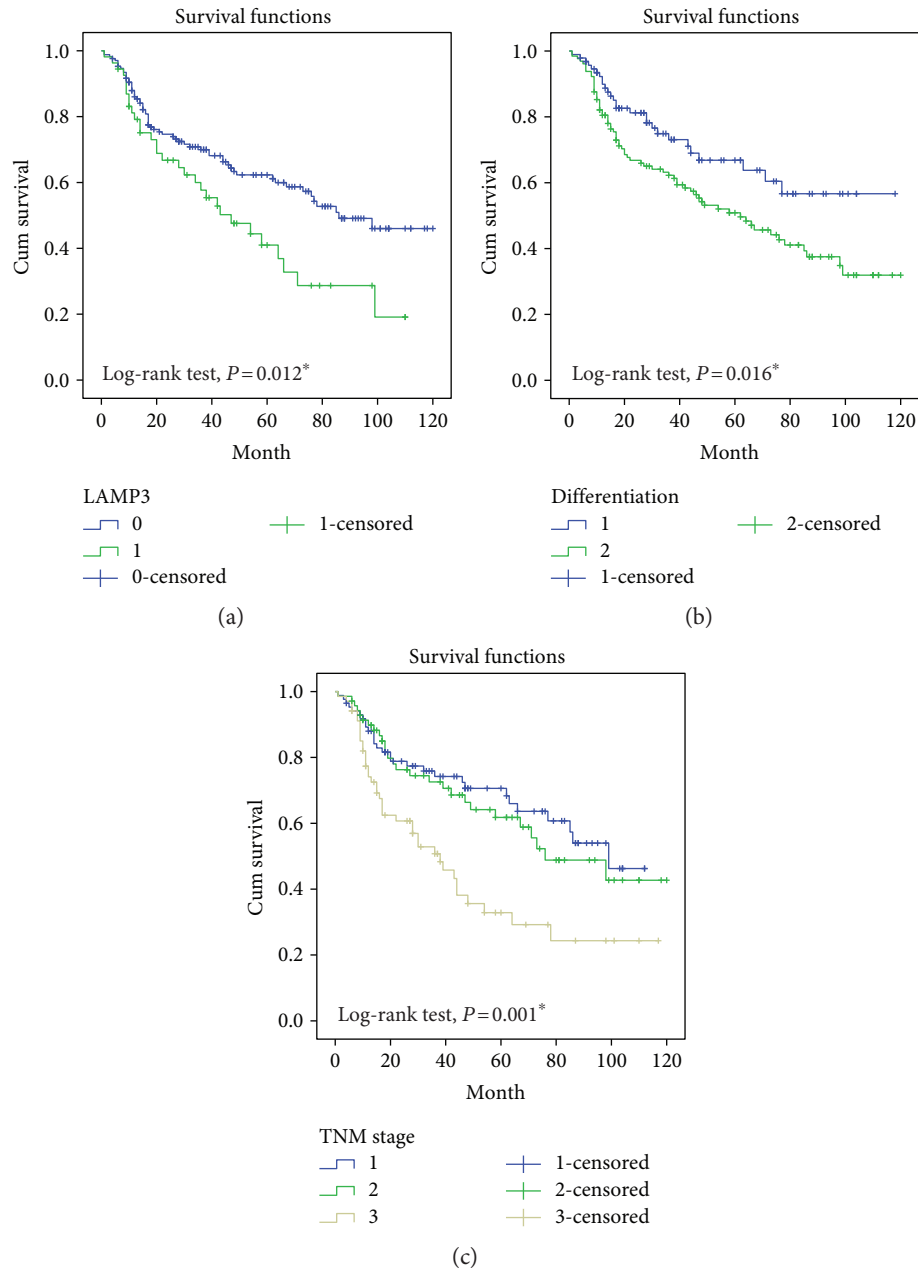 Survival functions
1.0
0.8
0.6
0.4
0.2
0.0
Cum survival
Log-rank test, P=0.012*
0 20 40 60 80 100 120
Month
LAMP3
0
1
0-censored
1-censored
(a)
Survival functions
1.0
0.8
0.6
0.4
0.2
0.0
Cum survival
Log-rank test, P=0.016*
0 20 40 60 80 100 120
Month
Differentiation
1
2
1-censored
2-censored
(b)
Survival functions
1.0
0.8
0.6
0.4
0.2
0.0
Cum survival
Log-rank test, P=0.001*
0 20 40 60 80 100 120
Month
TNM stage
1
2
3
1-censored
2-censored
3-censored
(c)